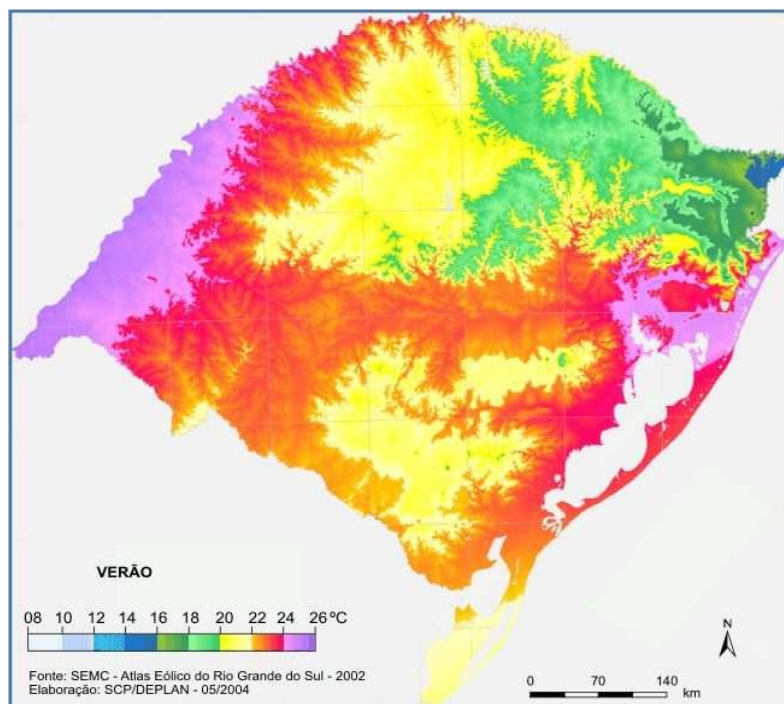 VERÃO
08 10 12 14 16 18 20 22 24 26 ºC
Fonte: SEMC - Atlas Eólico do Rio Grande do Sul - 2002
Elaboração: SCP/DEPLAN - 05/2004
N
0 70 140
km